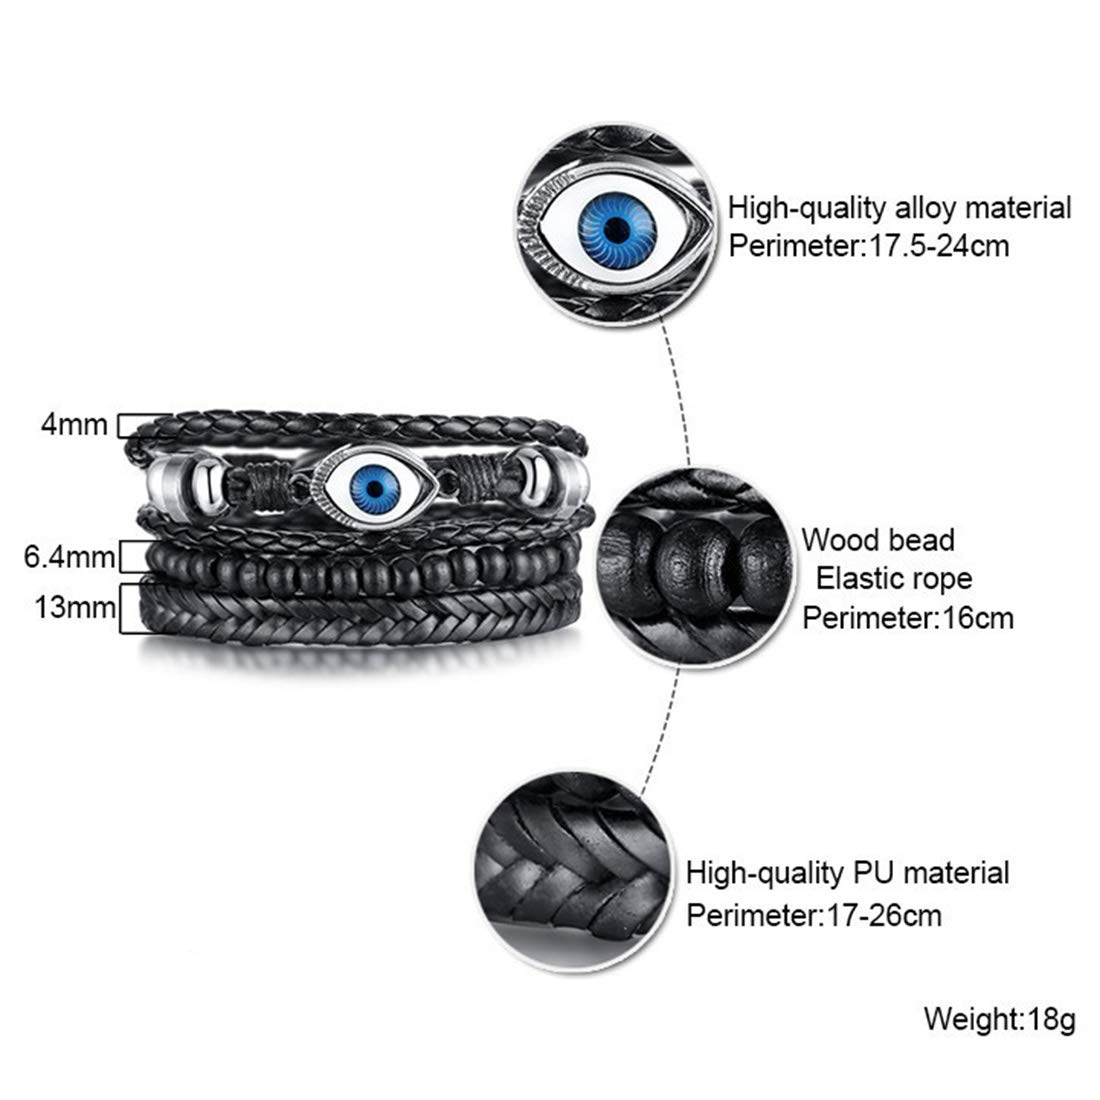 High-quality alloy material
Perimeter:17.5-24cm
4mm
6.4mm
13mm
Wood bead
Elastic rope
Perimeter:16cm
High-quality PU material
Perimeter:17-26cm
Weight:18g